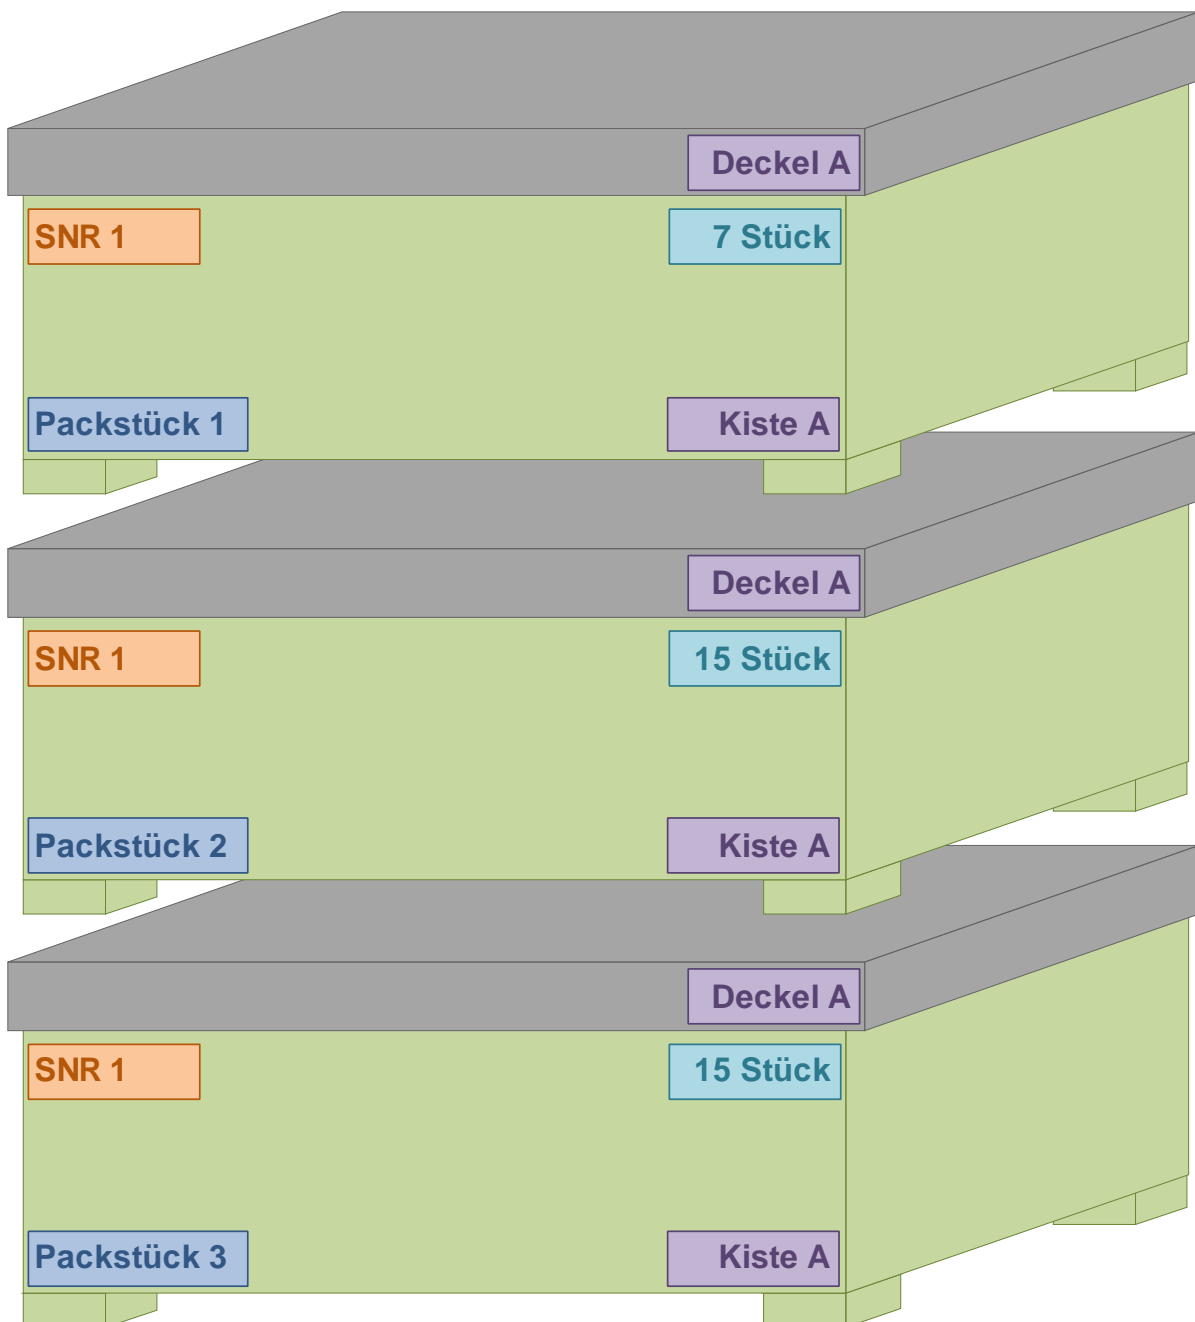 Deckel A
SNR 1 7 Stück
Packstück 1 Kiste A
Deckel A
SNR 1 15 Stück
Packstück 2 Kiste A
Deckel A
SNR 1 15 Stück
Packstück 3 Kiste A